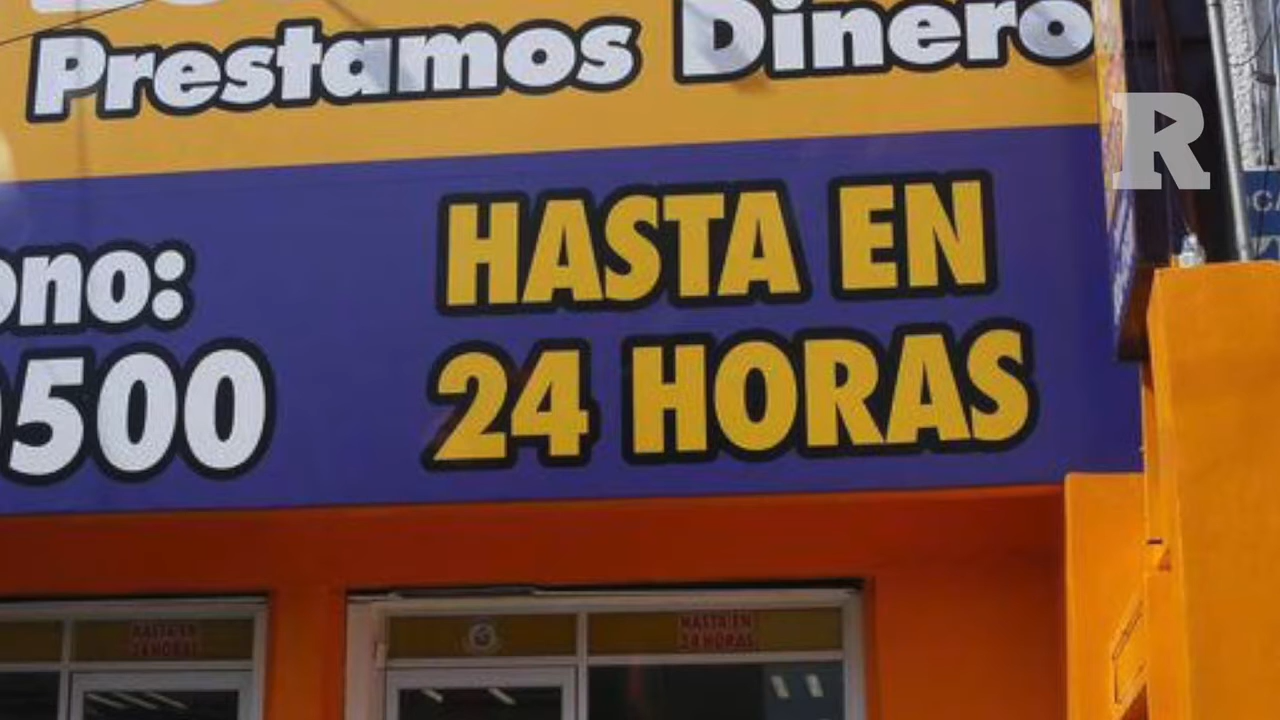 Prestamos Dinero
R
HASTA EN
24 HORAS
ono:
500
HASTA EN
24 HORAS
HASTA EN
24 HORAS